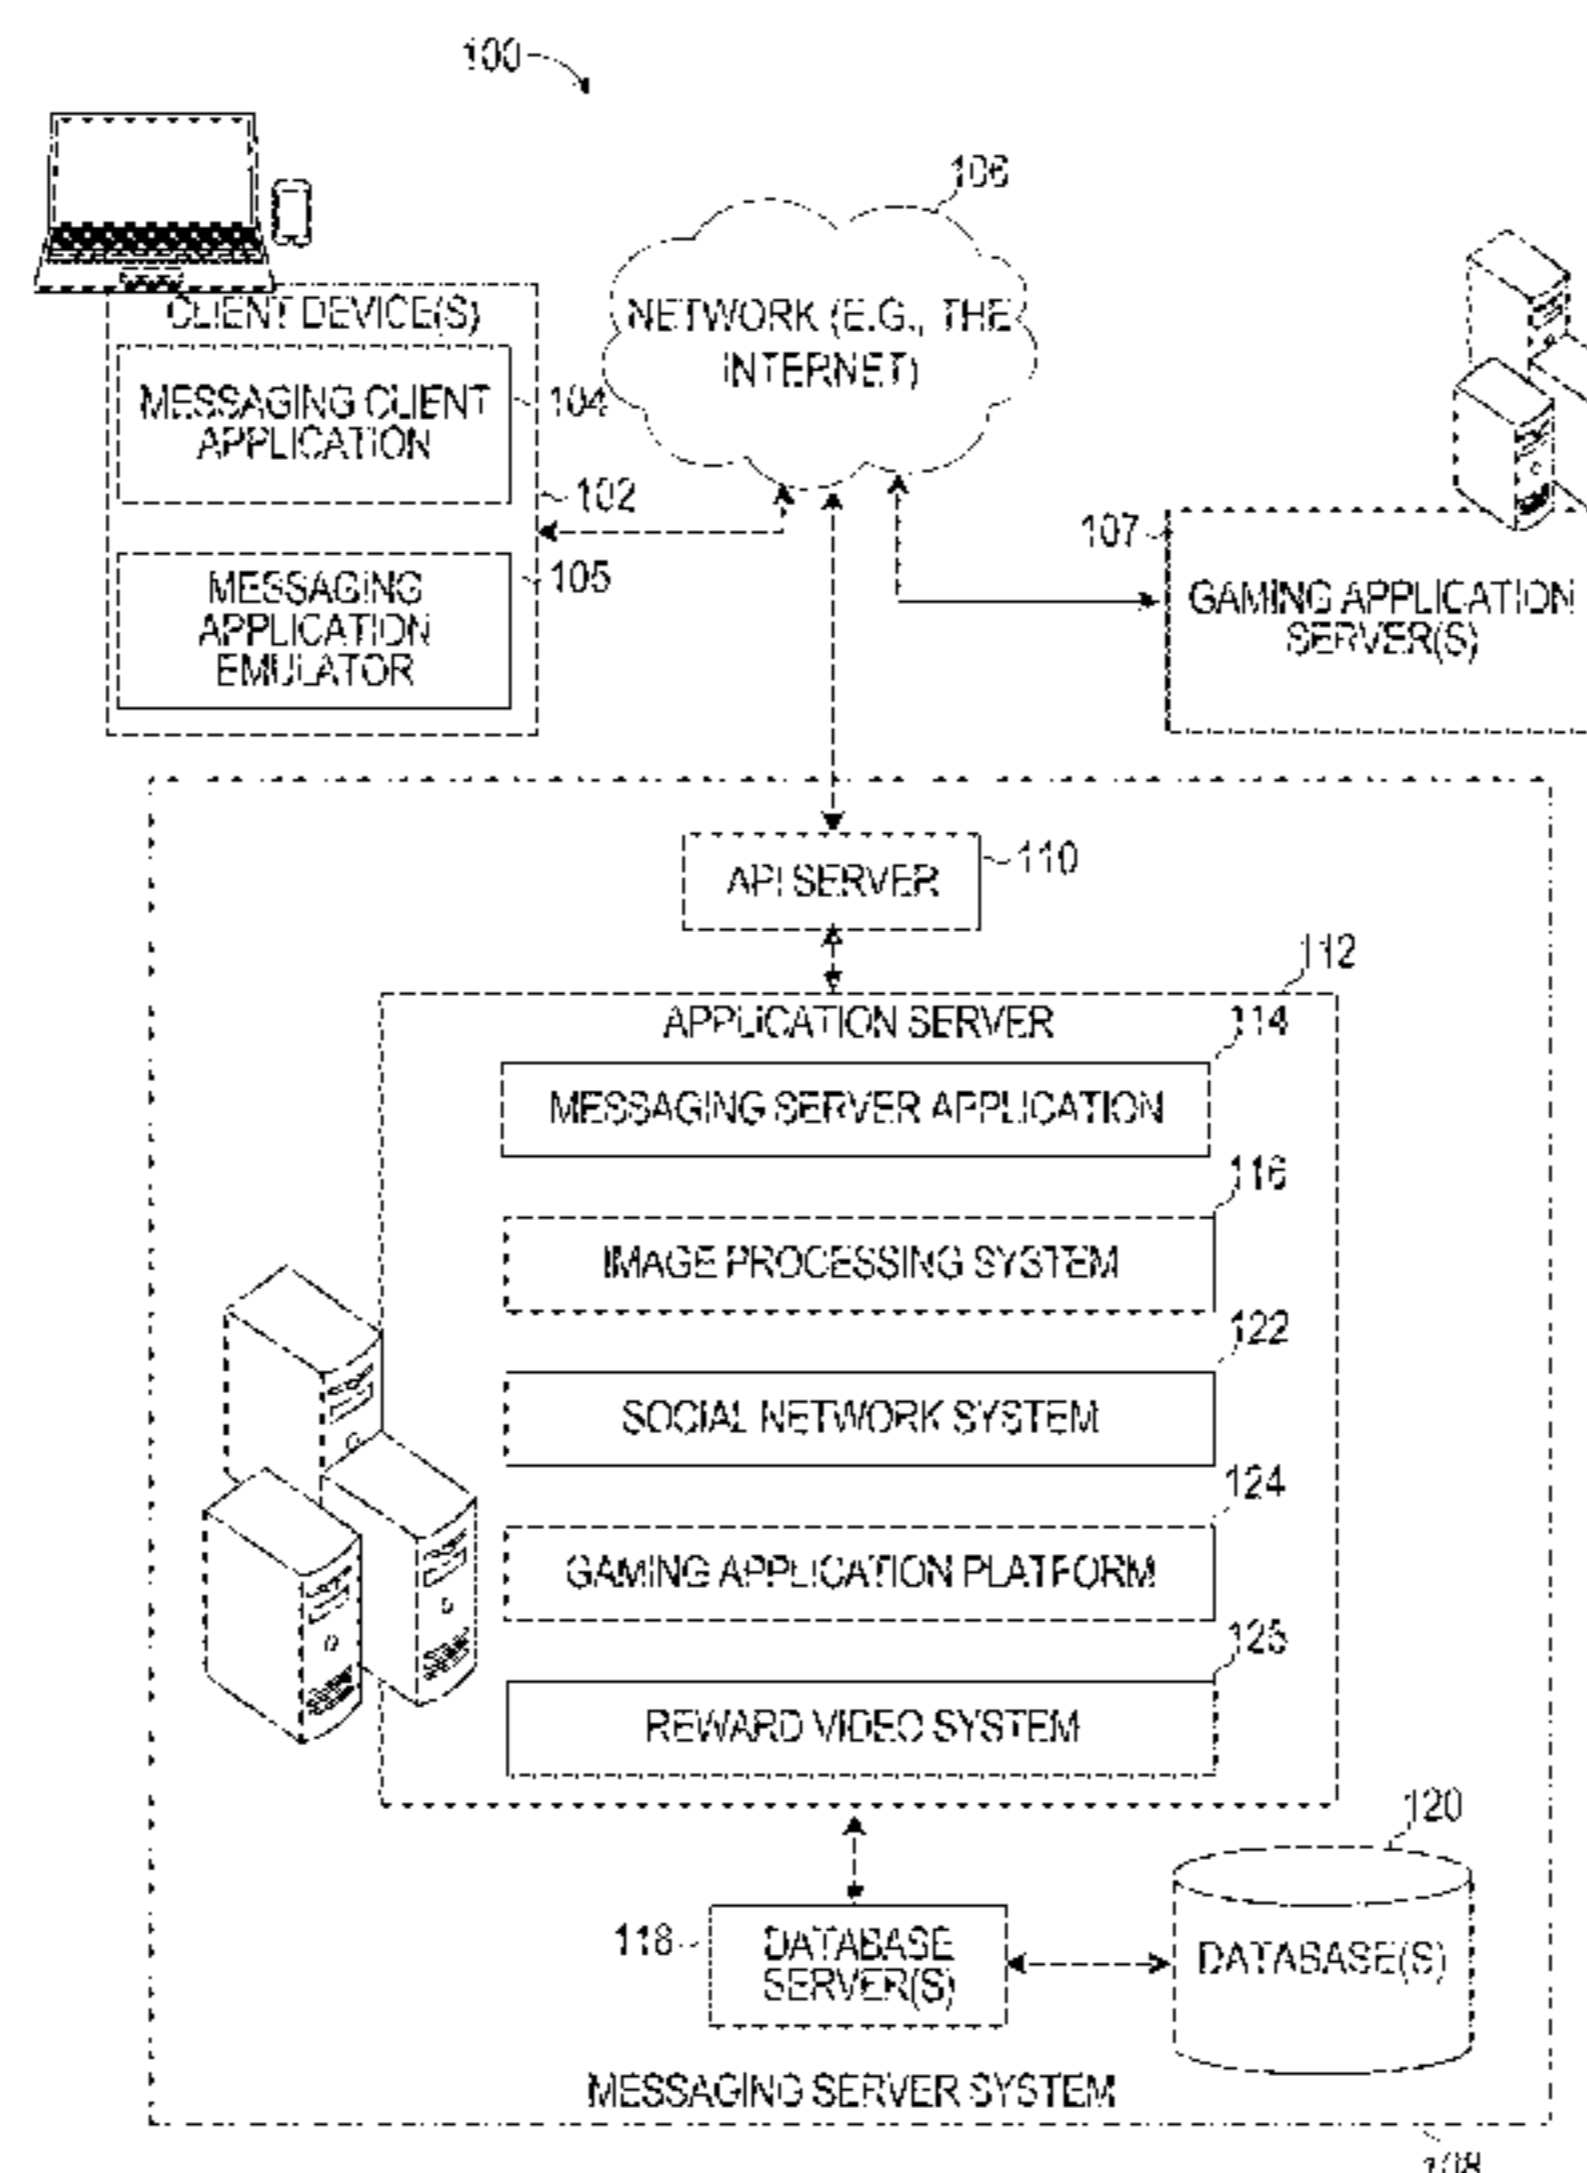 100
106
CLIENT DEVICE(S)
NETWORK (E.G., THE
INTERNET)
MESSAGING CLIENT
APPLICATION
104
102
107
MESSAGING
APPLICATION
EMULATOR
105
GAMING APPLICATION
SERVER(S)
API SERVER
110
112
APPLICATION SERVER
114
MESSAGING SERVER APPLICATION
116
IMAGE PROCESSING SYSTEM
122
SOCIAL NETWORK SYSTEM
124
GAMING APPLICATION PLATFORM
125
REWARD VIDEO SYSTEM
120
118
DATABASE
SERVER(S)
DATABASE(S)
MESSAGING SERVER SYSTEM
108